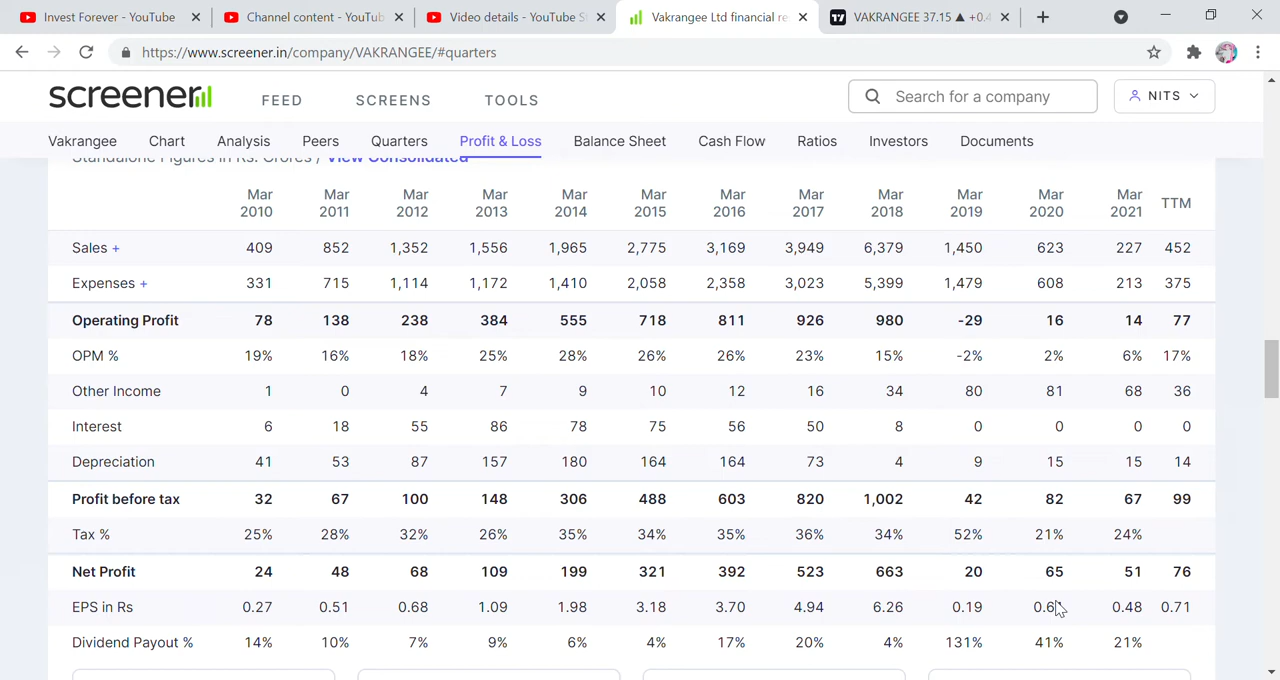 Invest Forever - YouTube
Channel content - YouTub
Video details - YouTube S
Vakrangee Ltd financial re
VAKRANGEE 37.15 ▲ +0.4
https://www.screener.in/company/VAKRANGEE/#quarters
screener
FEED SCREENS TOOLS
Search for a company
NITS
Vakrangee Chart Analysis Peers Quarters Profit & Loss Balance Sheet Cash Flow Ratios Investors Documents
Standalone Figures in Rs. Crores / View Consolidated
Mar 2010 Mar 2011 Mar 2012 Mar 2013 Mar 2014 Mar 2015 Mar 2016 Mar 2017 Mar 2018 Mar 2019 Mar 2020 Mar 2021 TTM
Sales + 409 852 1,352 1,556 1,965 2,775 3,169 3,949 6,379 1,450 623 227 452
Expenses + 331 715 1,114 1,172 1,410 2,058 2,358 3,023 5,399 1,479 608 213 375
Operating Profit 78 138 238 384 555 718 811 926 980 -29 16 14 77
OPM % 19% 16% 18% 25% 28% 26% 26% 23% 15% -2% 2% 6% 17%
Other Income 1 0 4 7 9 10 12 16 34 80 81 68 36
Interest 6 18 55 86 78 75 56 50 8 0 0 0 0
Depreciation 41 53 87 157 180 164 164 73 4 9 15 15 14
Profit before tax 32 67 100 148 306 488 603 820 1,002 42 82 67 99
Tax % 25% 28% 32% 26% 35% 34% 35% 36% 34% 52% 21% 24%
Net Profit 24 48 68 109 199 321 392 523 663 20 65 51 76
EPS in Rs 0.27 0.51 0.68 1.09 1.98 3.18 3.70 4.94 6.26 0.19 0.48 0.71
Dividend Payout % 14% 10% 7% 9% 6% 4% 17% 20% 4% 131% 41% 21%